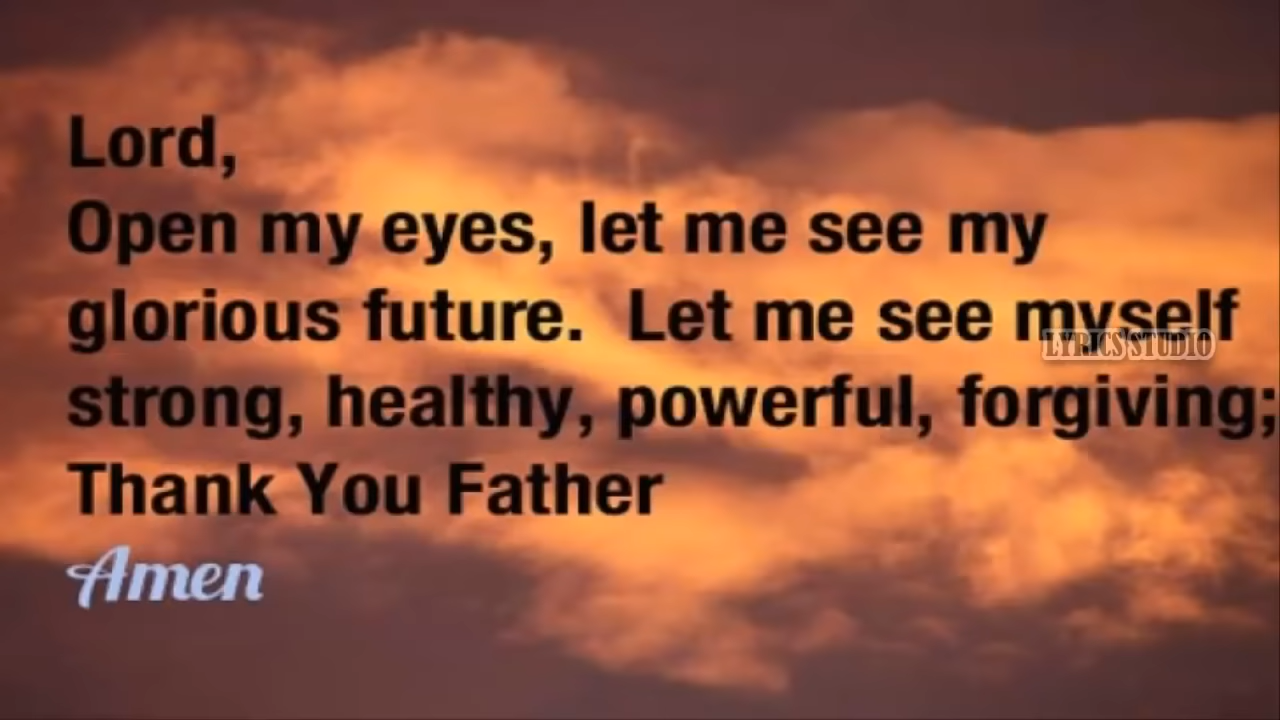 Lord,
Open my eyes, let me see my
glorious future.  Let me see myself
LYRICS STUDIO
strong, healthy, powerful, forgiving;
Thank You Father
Amen